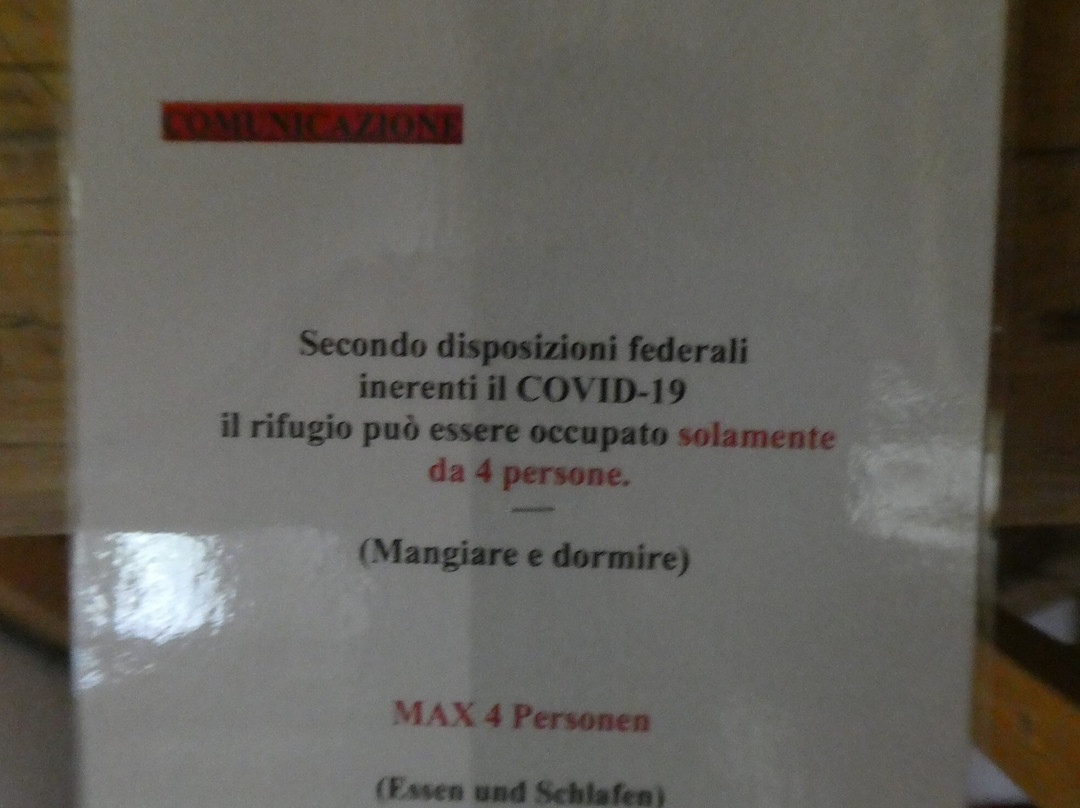 COMUNICAZIONE
Secondo disposizioni federali
inerenti il COVID-19
il rifugio può essere occupato solamente
da 4 persone.
(Mangiare e dormire)
MAX 4 Personen
(Essen und Schlafen)